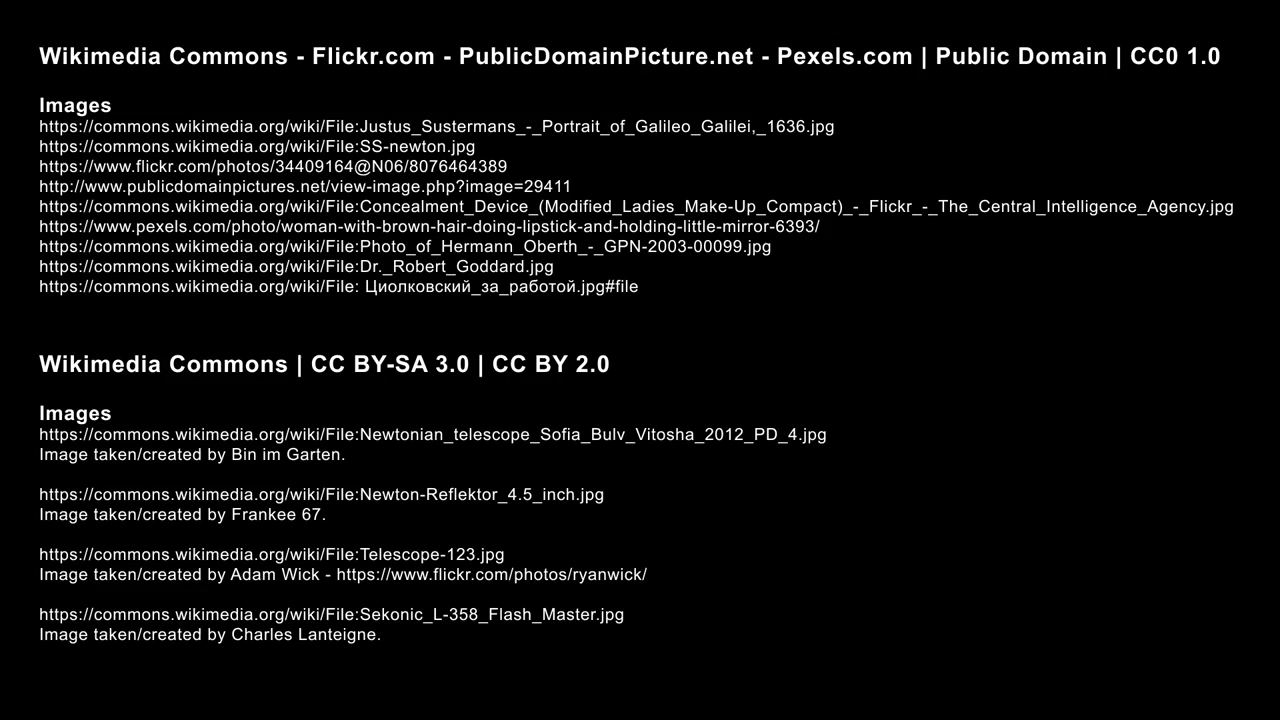 Wikimedia Commons - Flickr.com - PublicDomainPicture.net - Pexels.com | Public Domain | CC0 1.0
Images
https://commons.wikimedia.org/wiki/File:Justus_Sustermans_-_Portrait_of_Galileo_Galilei,_1636.jpg
https://commons.wikimedia.org/wiki/File:SS-newton.jpg
https://www.flickr.com/photos/34409164@N06/8076464389
http://www.publicdomainpictures.net/view-image.php?image=29411
https://commons.wikimedia.org/wiki/File:Concealment_Device_(Modified_Ladies_Make-Up_Compact)_-_Flickr_-_The_Central_Intelligence_Agency.jpg
https://www.pexels.com/photo/woman-with-brown-hair-doing-lipstick-and-holding-little-mirror-6393/
https://commons.wikimedia.org/wiki/File:Photo_of_Hermann_Oberth_-_GPN-2003-00099.jpg
https://commons.wikimedia.org/wiki/File:Dr._Robert_Goddard.jpg
https://commons.wikimedia.org/wiki/File: Циолковский_за_работой.jpg#file
Wikimedia Commons | CC BY-SA 3.0 | CC BY 2.0
Images
https://commons.wikimedia.org/wiki/File:Newtonian_telescope_Sofia_Bulv_Vitosha_2012_PD_4.jpg
Image taken/created by Bin im Garten.
https://commons.wikimedia.org/wiki/File:Newton-Reflektor_4.5_inch.jpg
Image taken/created by Frankee 67.
https://commons.wikimedia.org/wiki/File:Telescope-123.jpg
Image taken/created by Adam Wick - https://www.flickr.com/photos/ryanwick/
https://commons.wikimedia.org/wiki/File:Sekonic_L-358_Flash_Master.jpg
Image taken/created by Charles Lanteigne.